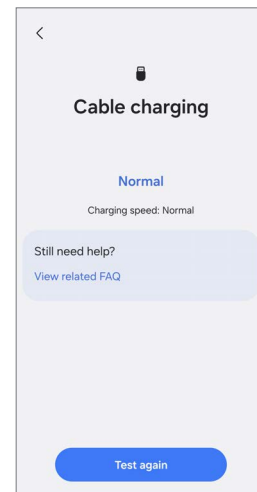 Cable charging
Normal
Charging speed: Normal
Still need help?
View related FAQ
Test again